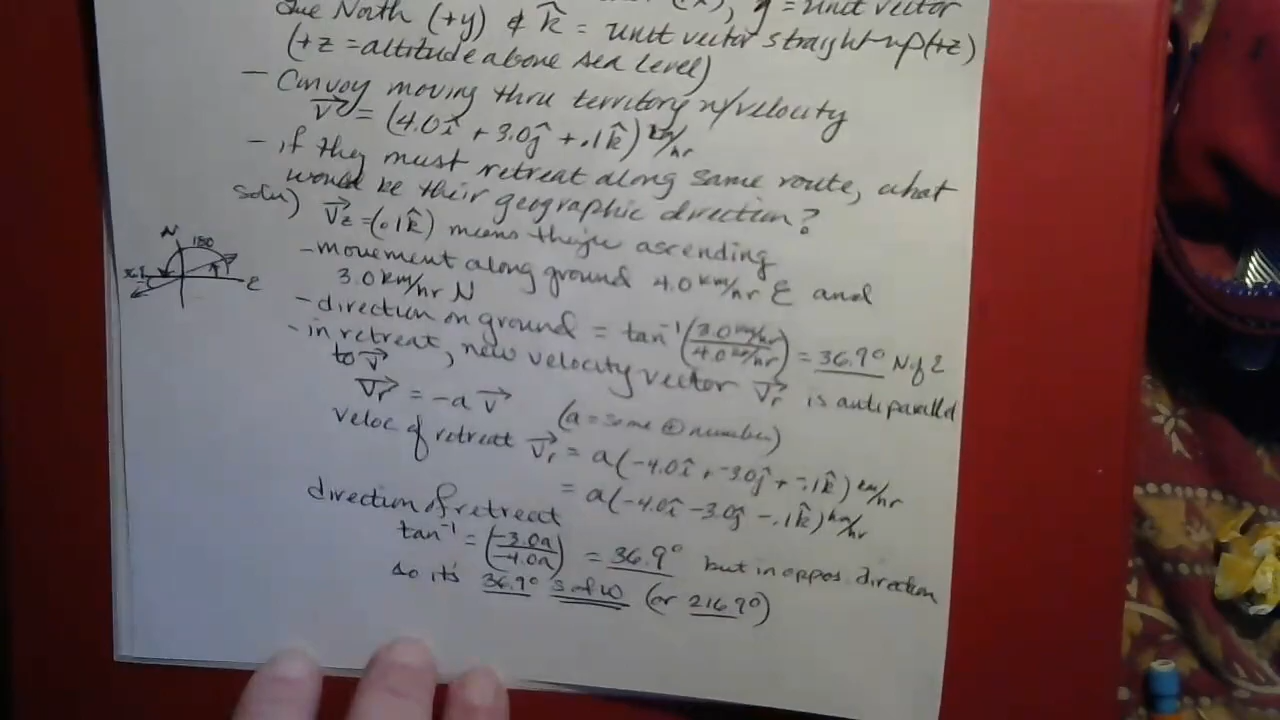 due North (+y) & k̂ = unit vector straight up (+z)
(+z = altitude above sea level)
- Convoy moving thru territory w/velocity
v⃗ = (4.0î + 3.0ĵ + .1k̂) km/hr
- if they must retreat along same route, what
would be their geographic direction?
soln) v⃗z = (.1k̂) means they're ascending
- movement along ground 4.0 km/hr E and
3.0 km/hr N
- direction on ground = tan⁻¹(3.0 km/hr / 4.0 km/hr) = 36.9° N of E
- in retreat, new velocity vector v⃗r is antiparallel
to v⃗
v⃗r = -a v⃗ (a = some ⊕ number)
veloc of retreat v⃗r = a(-4.0î + -3.0ĵ + -.1k̂) km/hr
= a(-4.0î - 3.0ĵ - .1k̂) km/hr
direction of retreat
tan⁻¹ = (-3.0a / -4.0a) = 36.9° but in oppos. direction
so it's 36.9° S of W (or 216.9°)
N
180
E